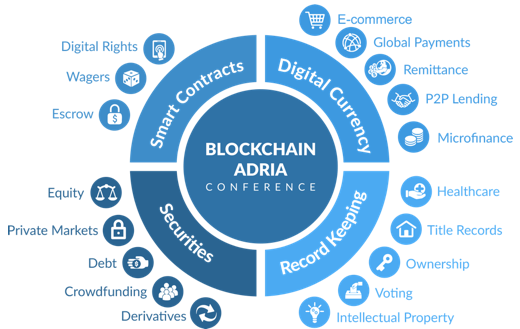 BLOCKCHAIN
ADRIA
CONFERENCE
Smart Contracts
Digital Rights
Wagers
Escrow
Digital Currency
E-commerce
Global Payments
Remittance
P2P Lending
Microfinance
Securities
Equity
Private Markets
Debt
Crowdfunding
Derivatives
Record Keeping
Healthcare
Title Records
Ownership
Voting
Intellectual Property